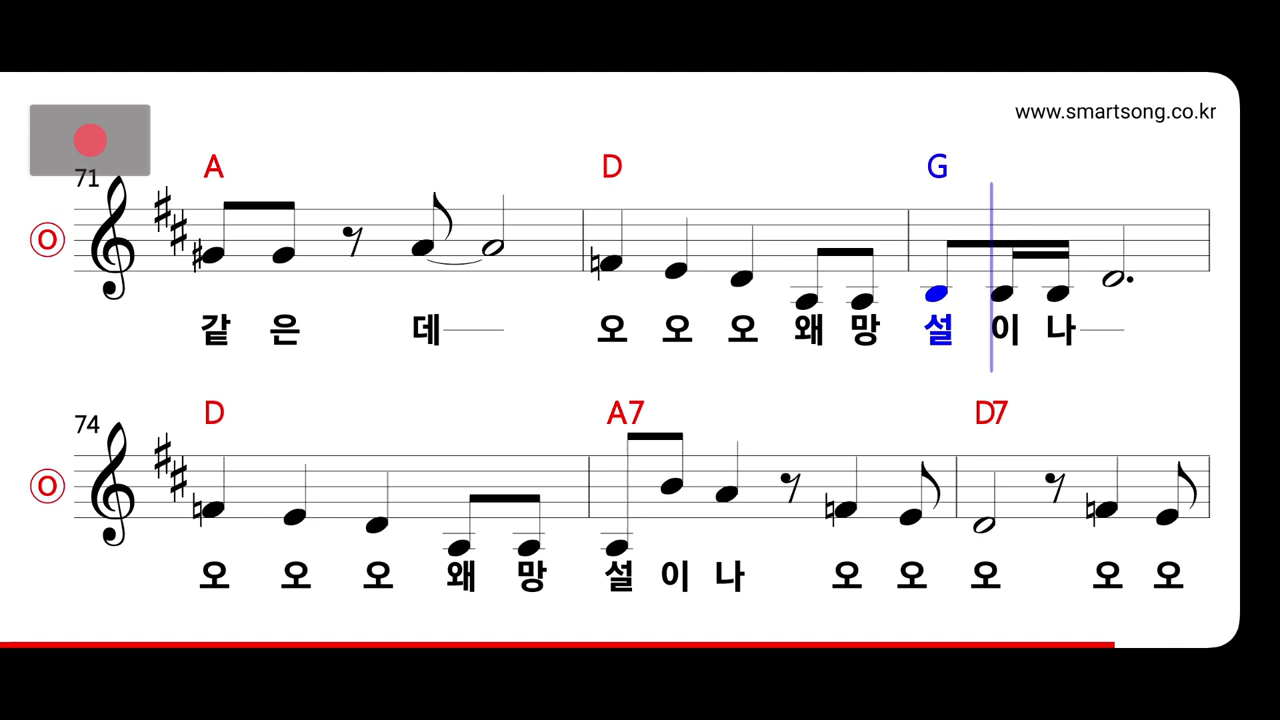 www.smartsong.co.kr
A D G
71
O
같 은 데 오 오 오 왜 망 설 이 나
D A7 D7
74
O
오 오 오 왜 망 설 이 나 오 오 오 오 오